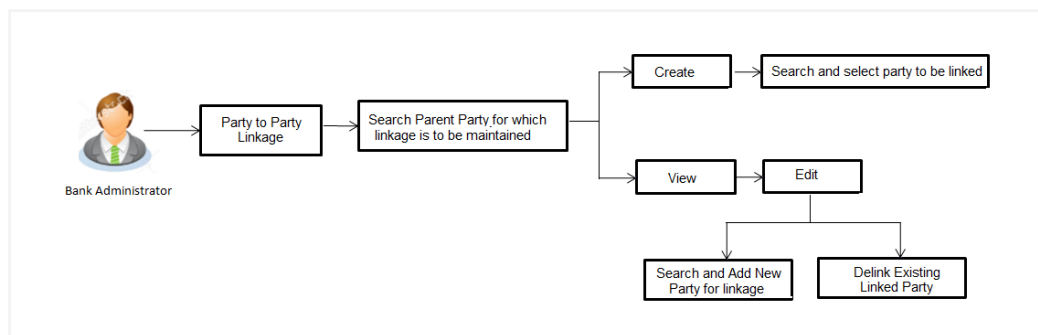 Bank Administrator
Party to Party
Linkage
Search Parent Party for which
linkage is to be maintained
Create
Search and select party to be linked
View
Edit
Search and Add New
Party for linkage
Delink Existing
Linked Party